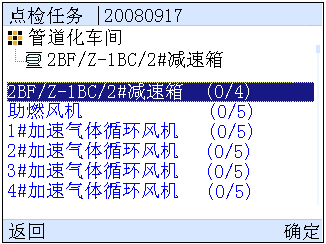 点检任务 |20080917
管道化车间
2BF/Z-1BC/2#减速箱
2BF/Z-1BC/2#减速箱 (0/4)
助燃风机 (0/5)
1#加速气体循环风机 (0/5)
2#加速气体循环风机 (0/5)
3#加速气体循环风机 (0/5)
4#加速气体循环风机 (0/5)
返回 确定